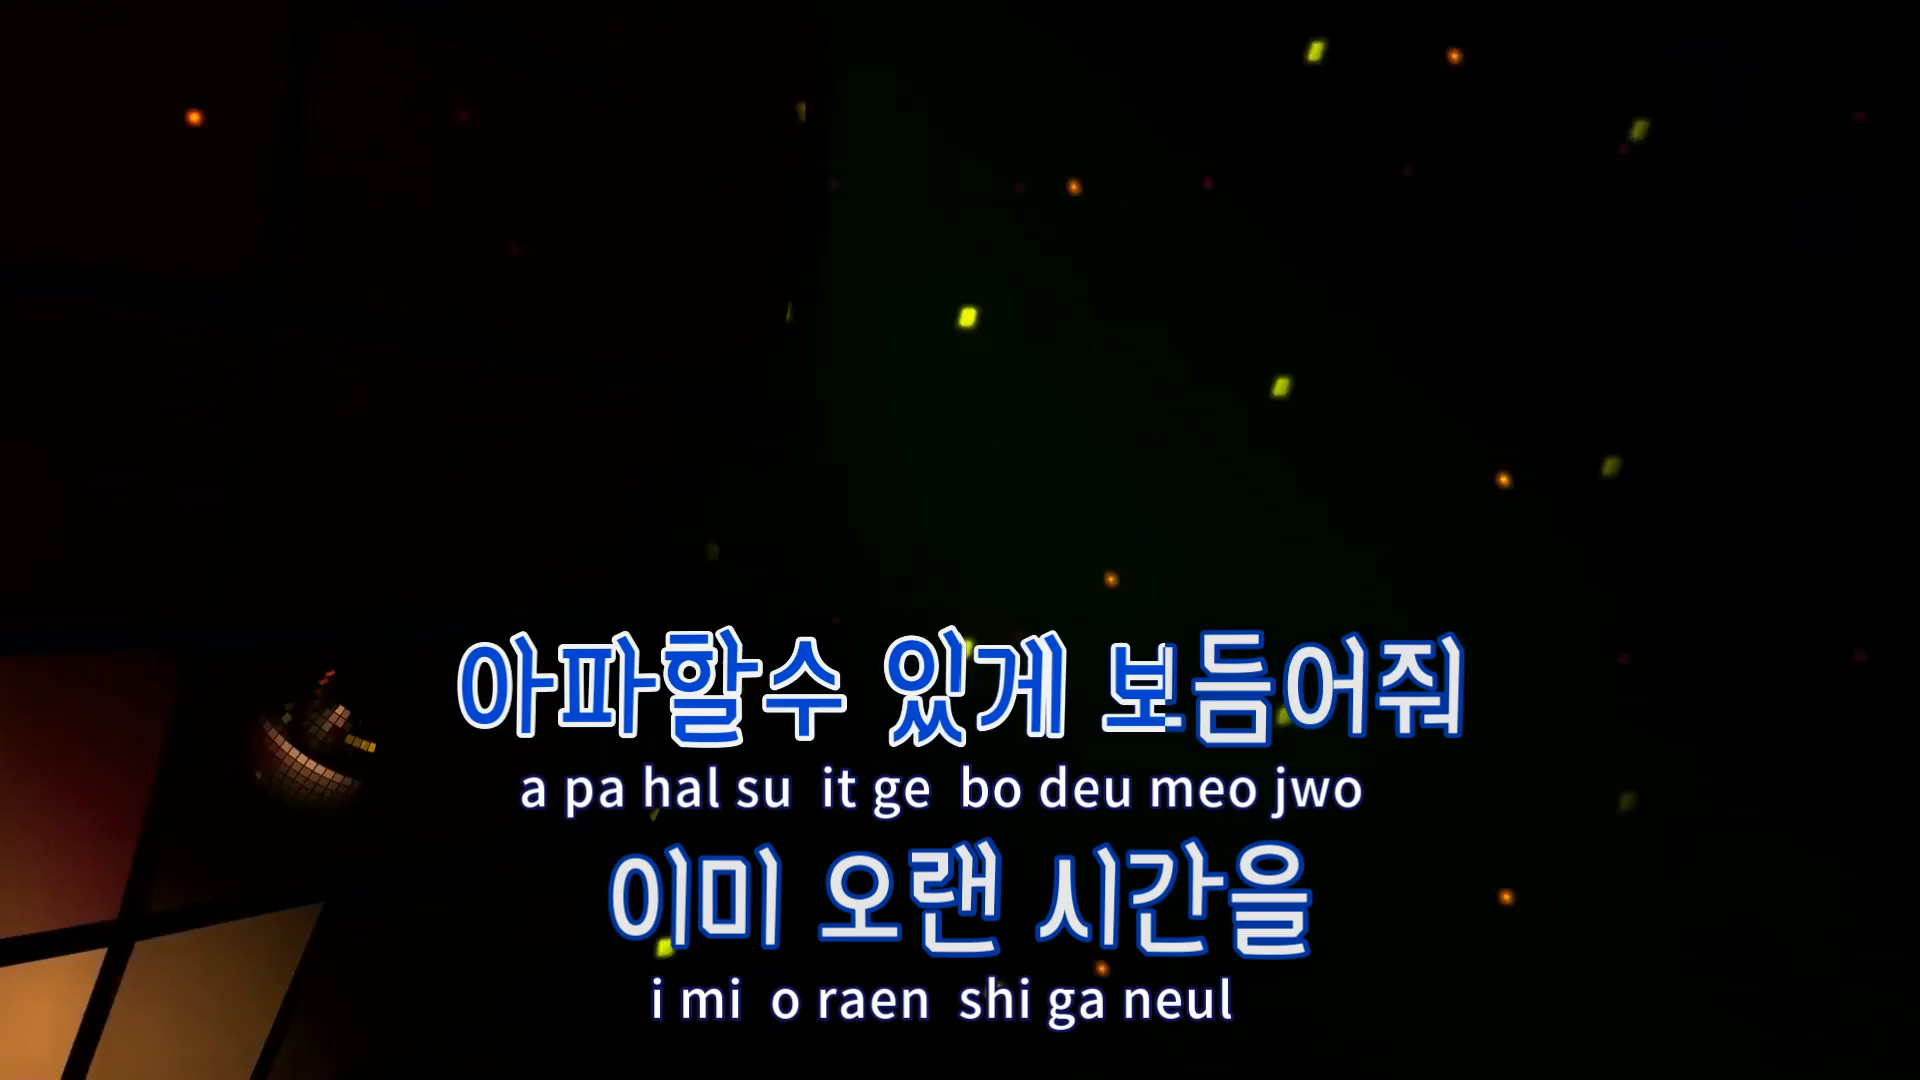 아파할수 있게 보듬어줘
a pa hal su it ge bo deu meo jwo
이미 오랜 시간을
i mi o raen shi ga neul